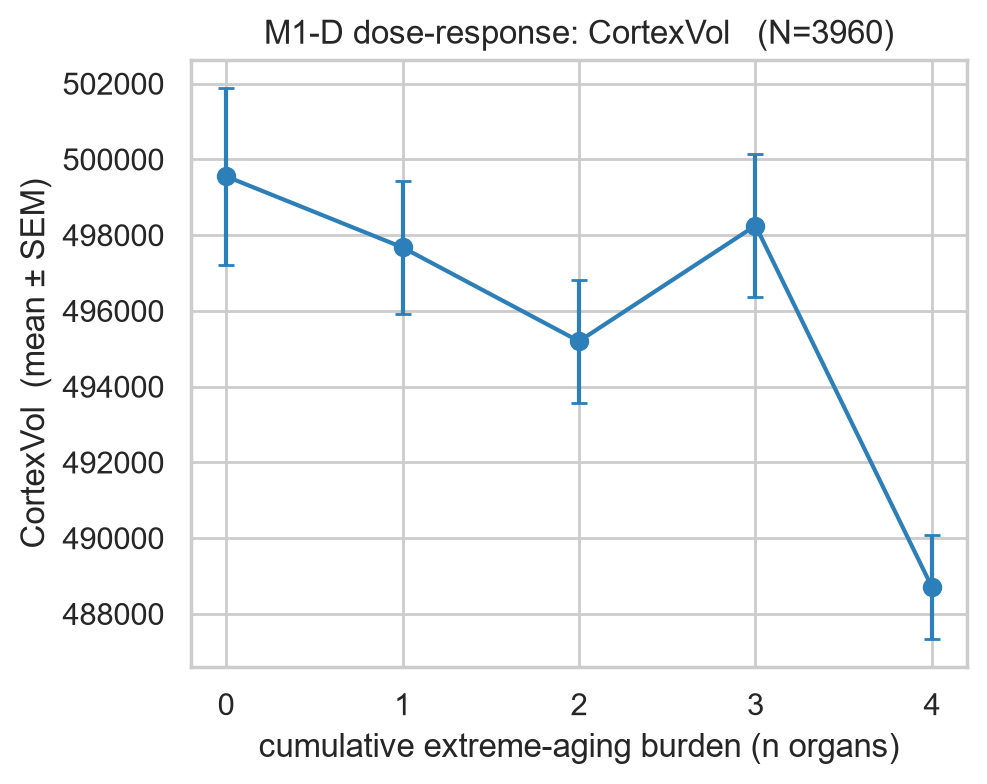 M1-D dose-response: CortexVol (N=3960)
CortexVol (mean ± SEM)
502000
500000
498000
496000
494000
492000
490000
488000
0 1 2 3 4
cumulative extreme-aging burden (n organs)